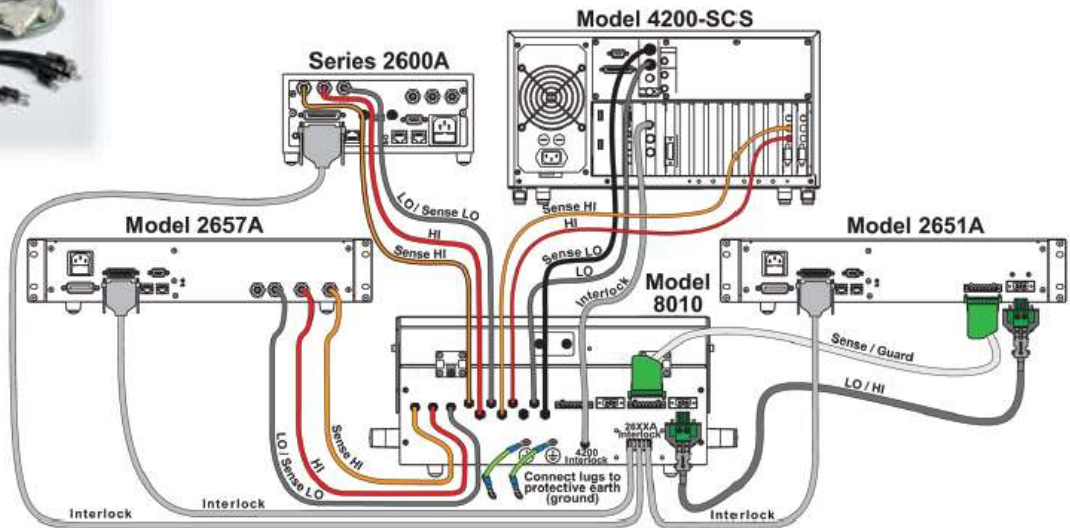 Model 4200-SCS
Series 2600A
Model 2657A
Model 2651A
LO / Sense LO
HI
Sense HI
Sense HI
HI
Sense LO
LO
Interlock
Model
8010
Sense / Guard
LO / HI
LO / Sense LO
HI
Sense HI
26XXA
Interlock
4200
Interlock
Connect lugs to
protective earth
(ground)
Interlock
Interlock
Interlock